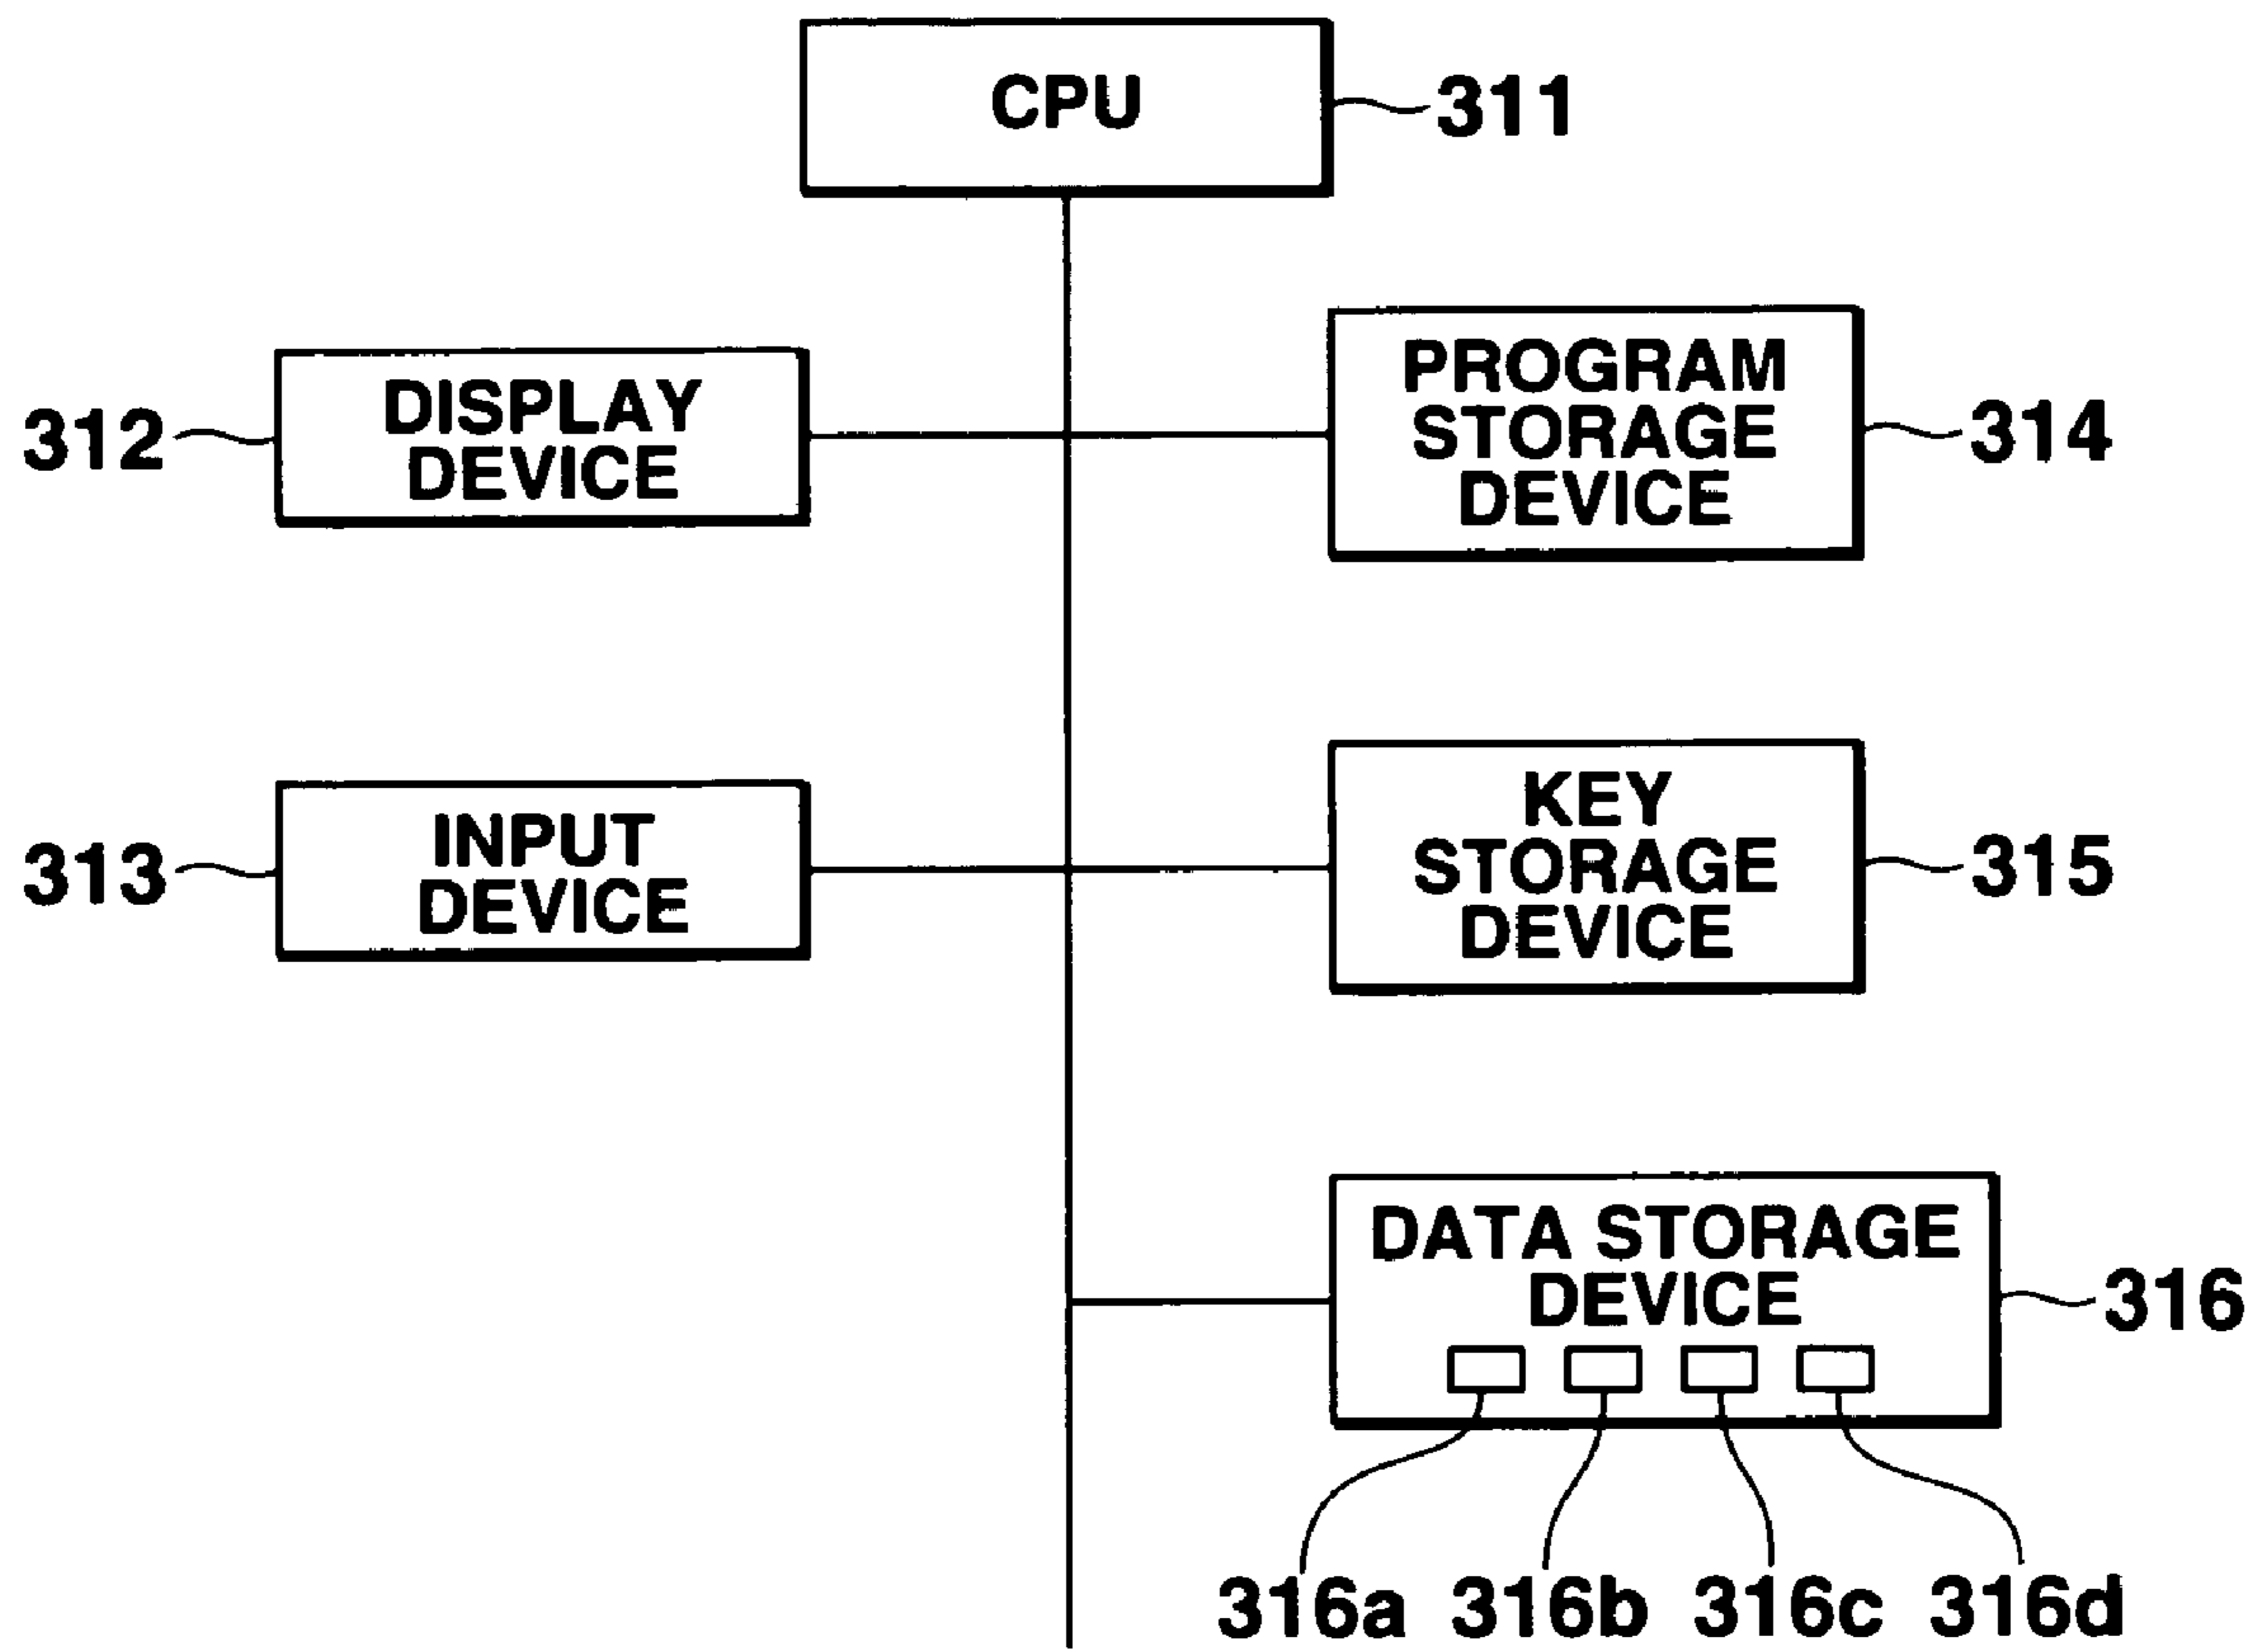 CPU
311
DISPLAY
DEVICE
312
PROGRAM
STORAGE
DEVICE
314
INPUT
DEVICE
313
KEY
STORAGE
DEVICE
315
DATA STORAGE
DEVICE
316
316a 316b 316c 316d